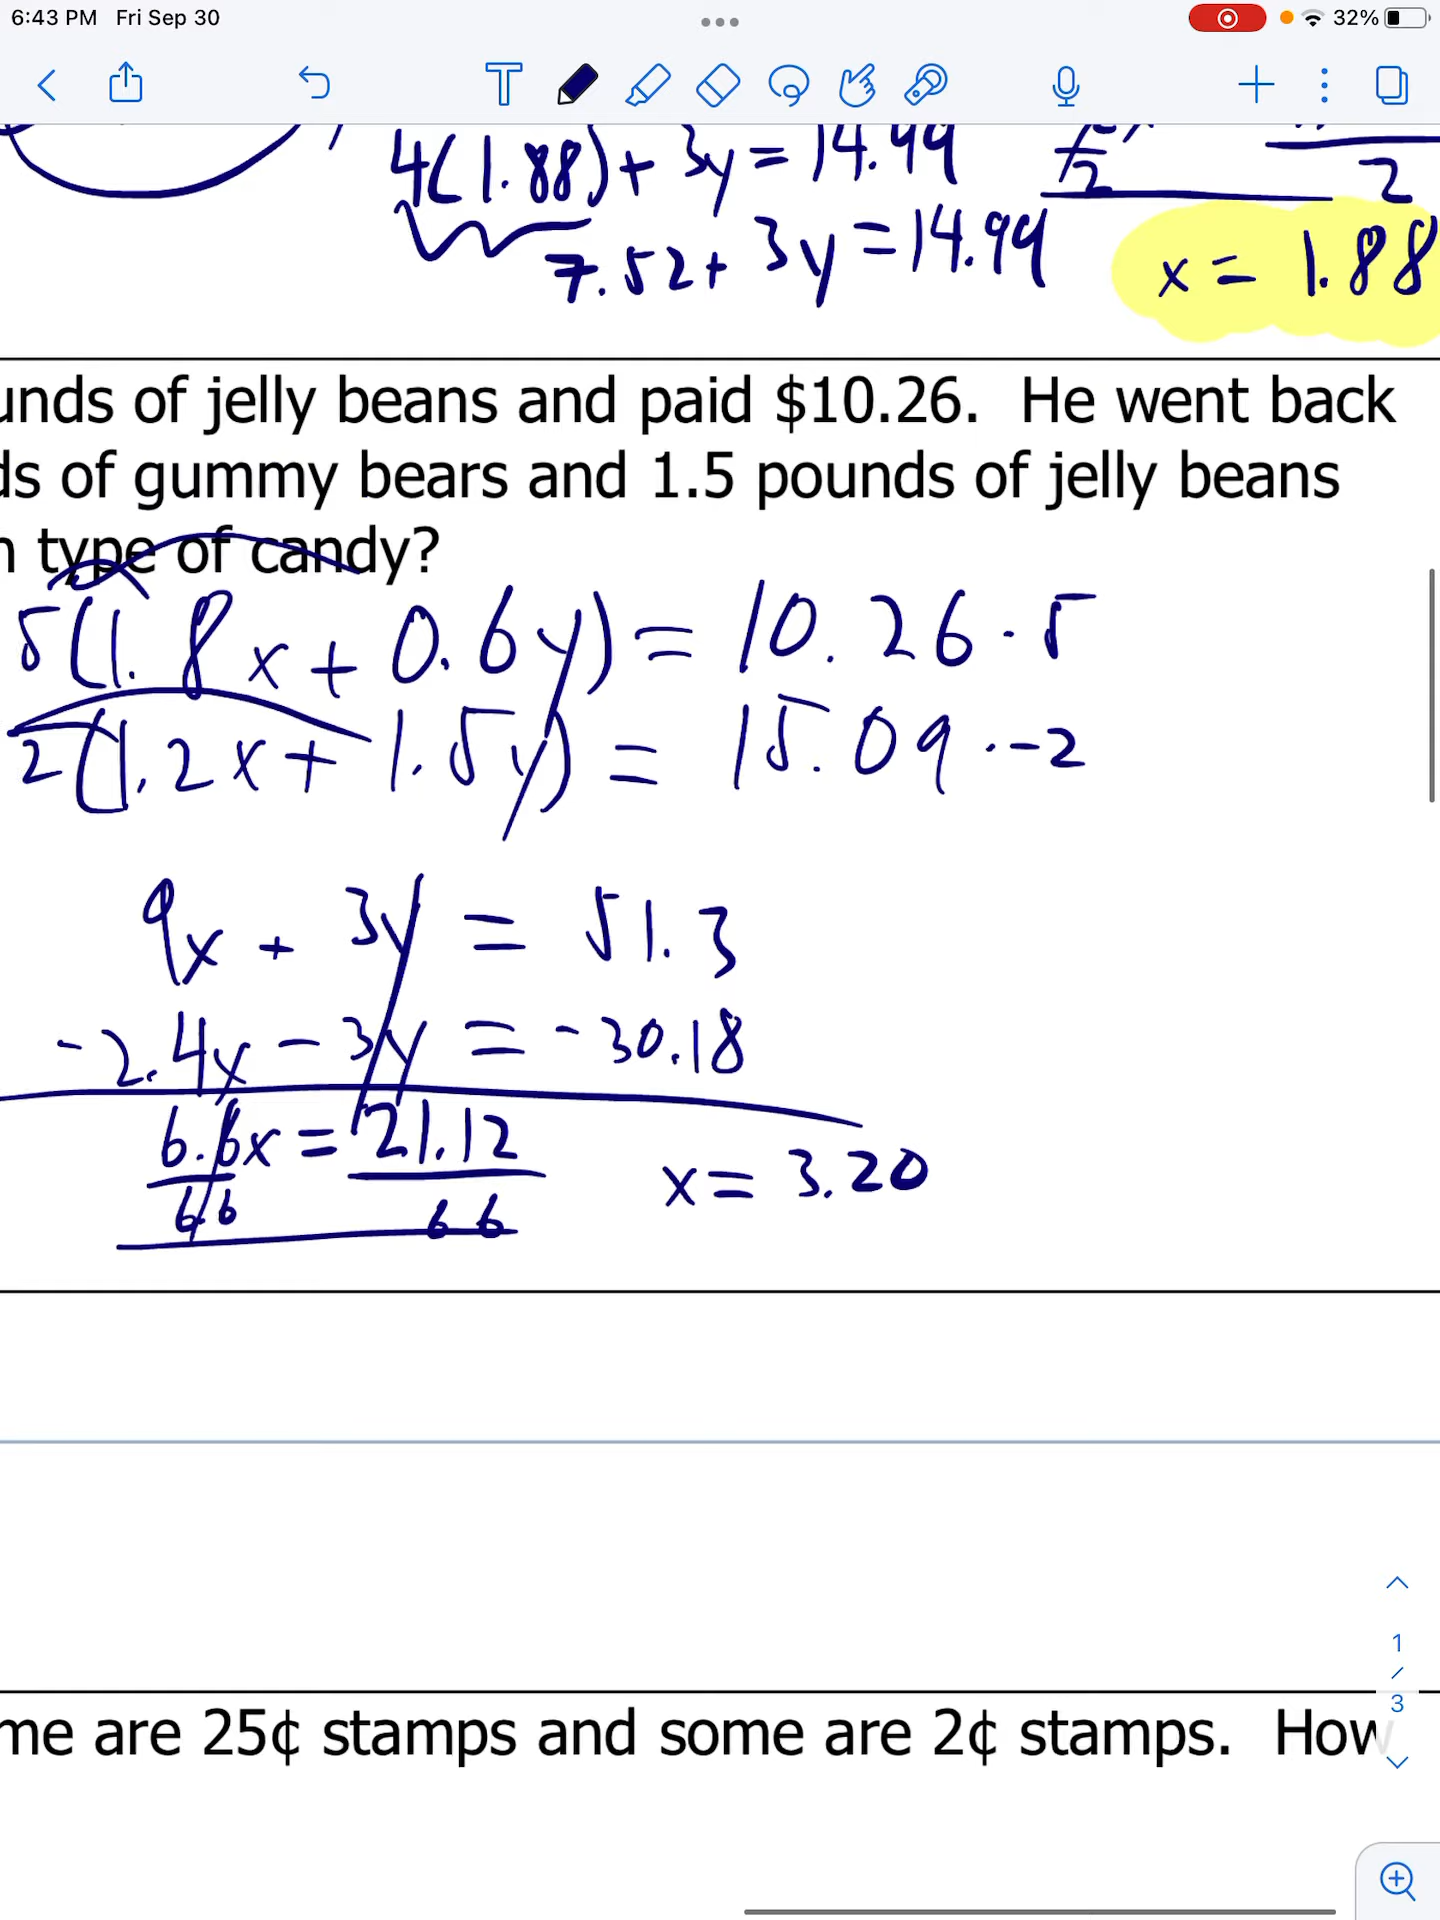 6:43 PM Fri Sep 30
32%
4(1.88) + 3y = 14.99
2
2
7.52 + 3y = 14.99
x = 1.88
unds of jelly beans and paid $10.26. He went back
ds of gummy bears and 1.5 pounds of jelly beans
n type of candy?
5(1.8x + 0.6y) = 10.26 · 5
2(1.2x + 1.5y) = 15.09 · -2
9x + 3y = 51.3
-2.4x - 3y = -30.18
6.6x = 21.12
6.6
6 6
x = 3.20
1
/
3
me are 25¢ stamps and some are 2¢ stamps. How